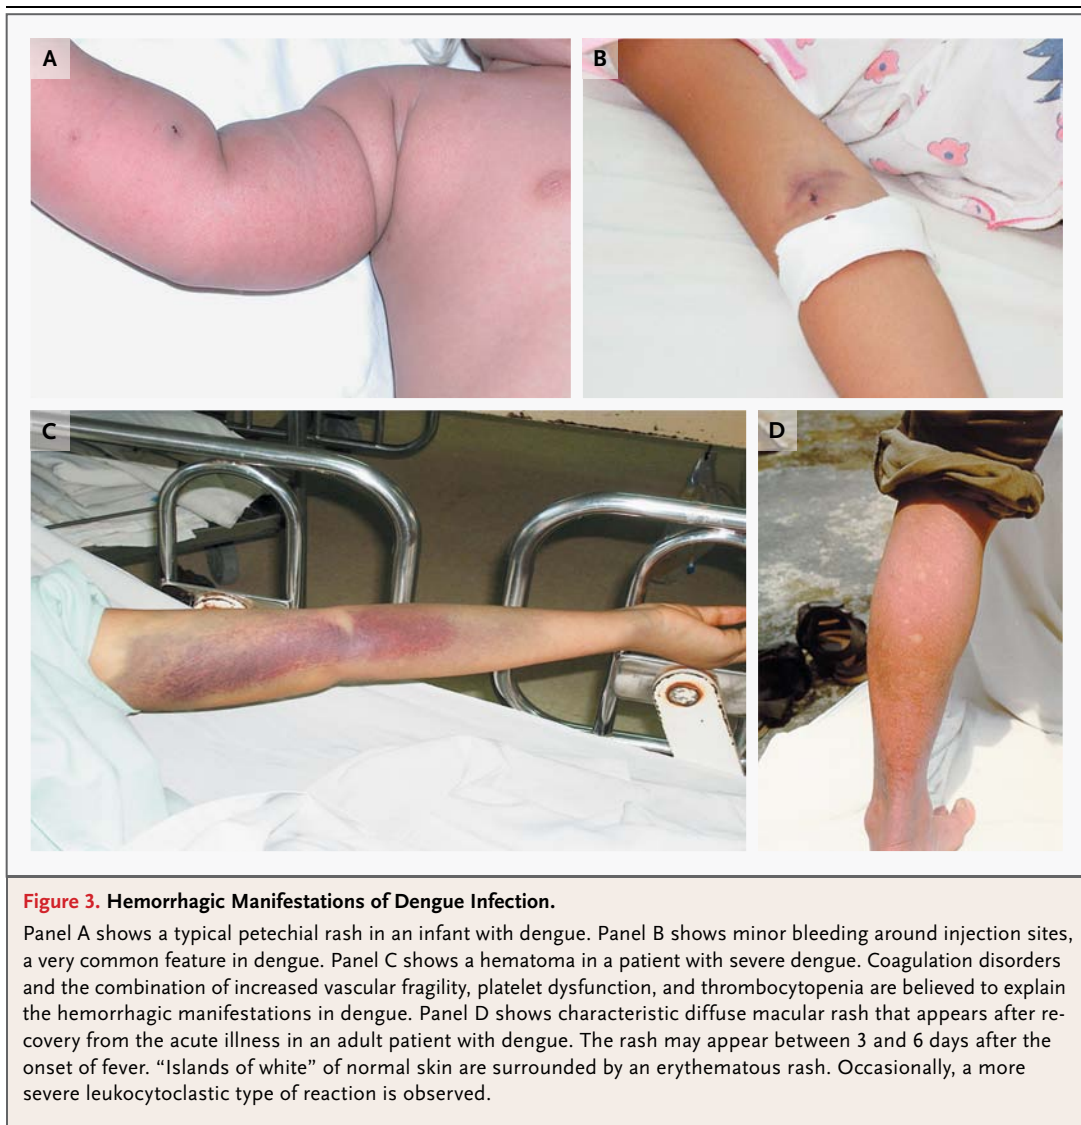 A
B
C
D
Figure 3. Hemorrhagic Manifestations of Dengue Infection.
Panel A shows a typical petechial rash in an infant with dengue. Panel B shows minor bleeding around injection sites,
a very common feature in dengue. Panel C shows a hematoma in a patient with severe dengue. Coagulation disorders
and the combination of increased vascular fragility, platelet dysfunction, and thrombocytopenia are believed to explain
the hemorrhagic manifestations in dengue. Panel D shows characteristic diffuse macular rash that appears after re-
covery from the acute illness in an adult patient with dengue. The rash may appear between 3 and 6 days after the
onset of fever. “Islands of white” of normal skin are surrounded by an erythematous rash. Occasionally, a more
severe leukocytoclastic type of reaction is observed.